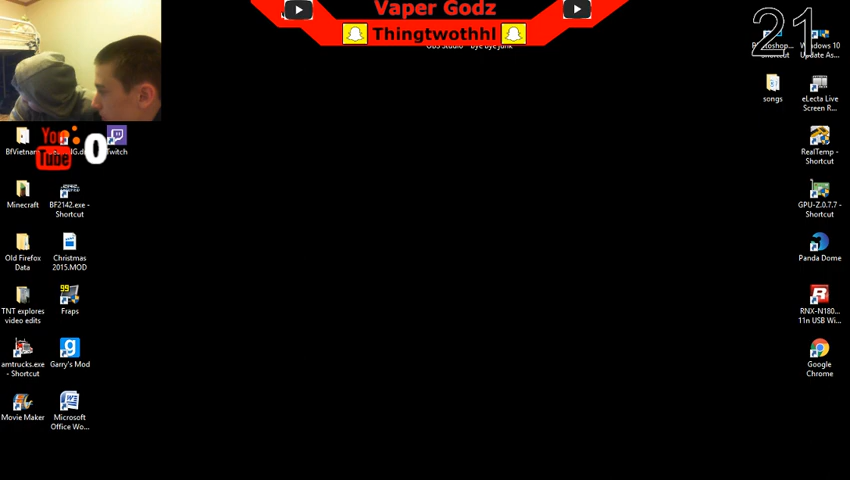 Vaper Godz
Thingtwothhl
21
You
Tube
0
BfVietnam
Twitch
Minecraft
BF2142.exe -
Shortcut
Old Firefox
Data
Christmas
2015.MOD
TNT explores
video edits
99
Fraps
amtrucks.exe
- Shortcut
Garry's Mod
Movie Maker
Microsoft
Office Wo...
OBS Studio
bye bye junk
Shortcut
Windows 10
Update As...
songs
eLecta Live
Screen R...
RealTemp -
Shortcut
GPU-Z.0.7.7 -
Shortcut
Panda Dome
RNX-N180...
11n USB Wi...
Google
Chrome